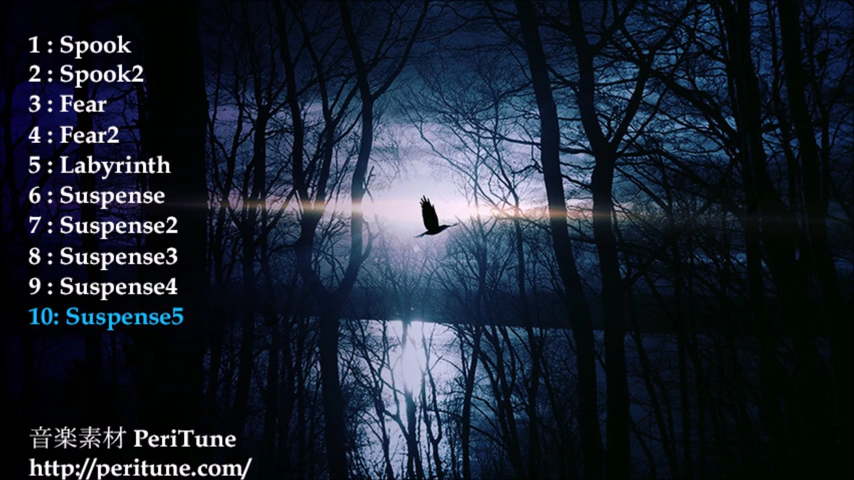 1 : Spook
2 : Spook2
3 : Fear
4 : Fear2
5 : Labyrinth
6 : Suspense
7 : Suspense2
8 : Suspense3
9 : Suspense4
10: Suspense5
音楽素材 PeriTune
http://peritune.com/